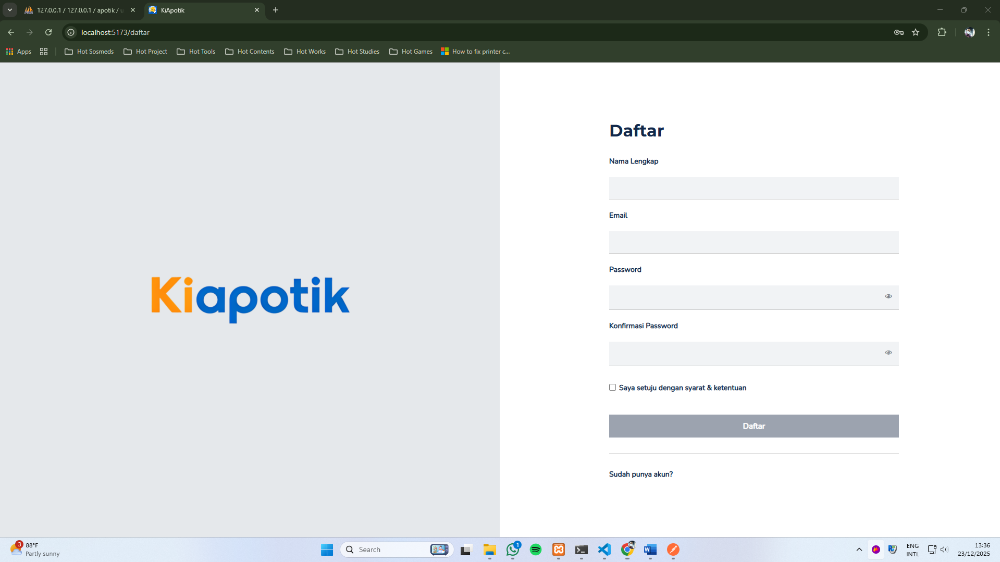 127.0.0.1 / 127.0.0.1 / apotik / u
KiApotik
localhost:5173/daftar
Apps
Hot Sosmeds
Hot Project
Hot Tools
Hot Contents
Hot Works
Hot Studies
Hot Games
How to fix printer c...
Kiapotik
Daftar
Nama Lengkap
Email
Password
Konfirmasi Password
Saya setuju dengan syarat & ketentuan
Daftar
Sudah punya akun?
3
88°F
Partly sunny
Search
1
ENG
INTL
13:36
23/12/2025